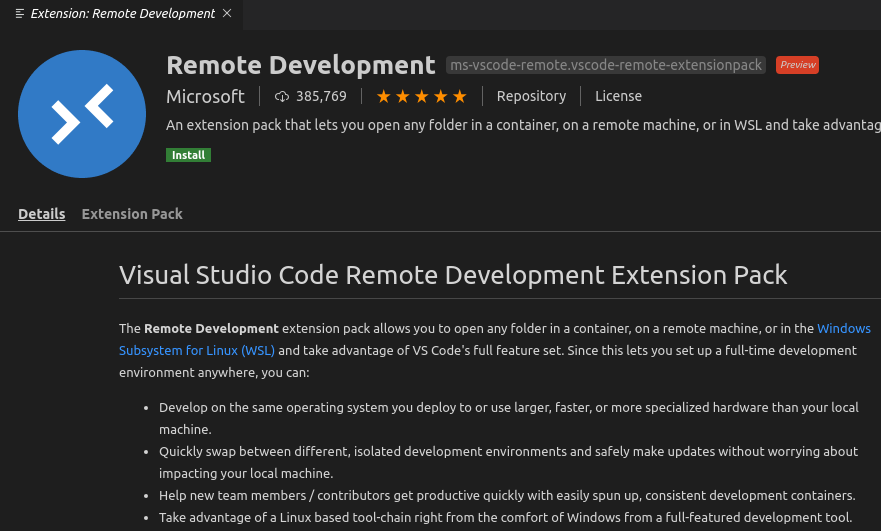 Extension: Remote Development
Remote Development ms-vscode-remote.vscode-remote-extensionpack Preview
Microsoft 385,769 Repository License
An extension pack that lets you open any folder in a container, on a remote machine, or in WSL and take advantag
Install
Details Extension Pack
Visual Studio Code Remote Development Extension Pack
The Remote Development extension pack allows you to open any folder in a container, on a remote machine, or in the Windows
Subsystem for Linux (WSL) and take advantage of VS Code's full feature set. Since this lets you set up a full-time development
environment anywhere, you can:
• Develop on the same operating system you deploy to or use larger, faster, or more specialized hardware than your local
machine.
• Quickly swap between different, isolated development environments and safely make updates without worrying about
impacting your local machine.
• Help new team members / contributors get productive quickly with easily spun up, consistent development containers.
• Take advantage of a Linux based tool-chain right from the comfort of Windows from a full-featured development tool.